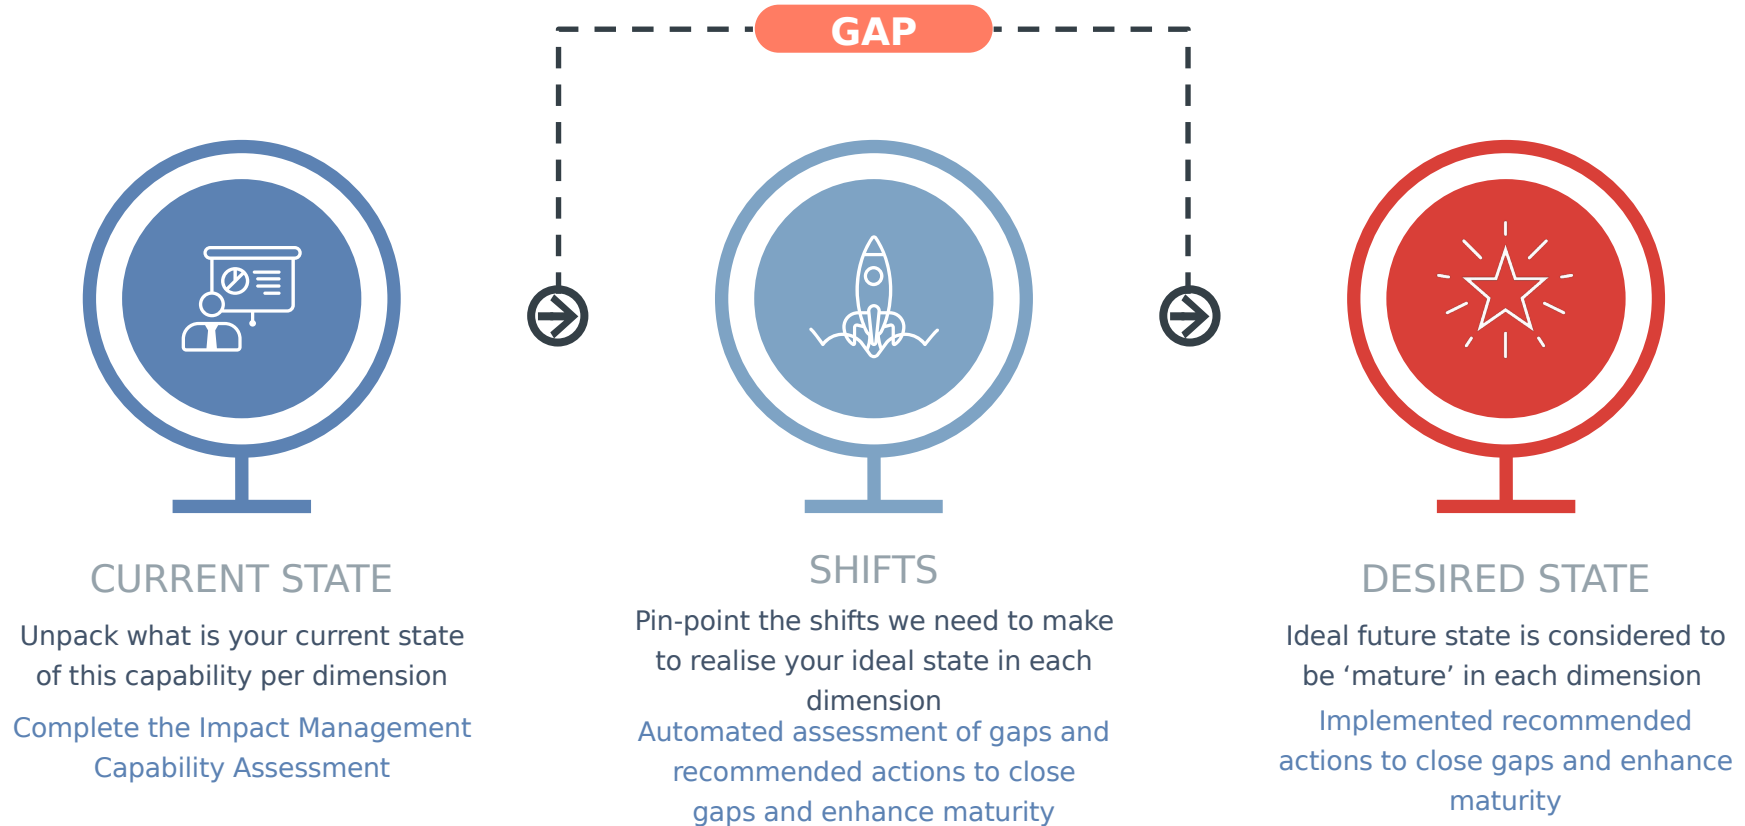 GAP
CURRENT STATE
Unpack what is your current state
of this capability per dimension
Complete the Impact Management
Capability Assessment
SHIFTS
Pin-point the shifts we need to make
to realise your ideal state in each
dimension
Automated assessment of gaps and
recommended actions to close
gaps and enhance maturity
DESIRED STATE
Ideal future state is considered to
be ‘mature’ in each dimension
Implemented recommended
actions to close gaps and enhance
maturity